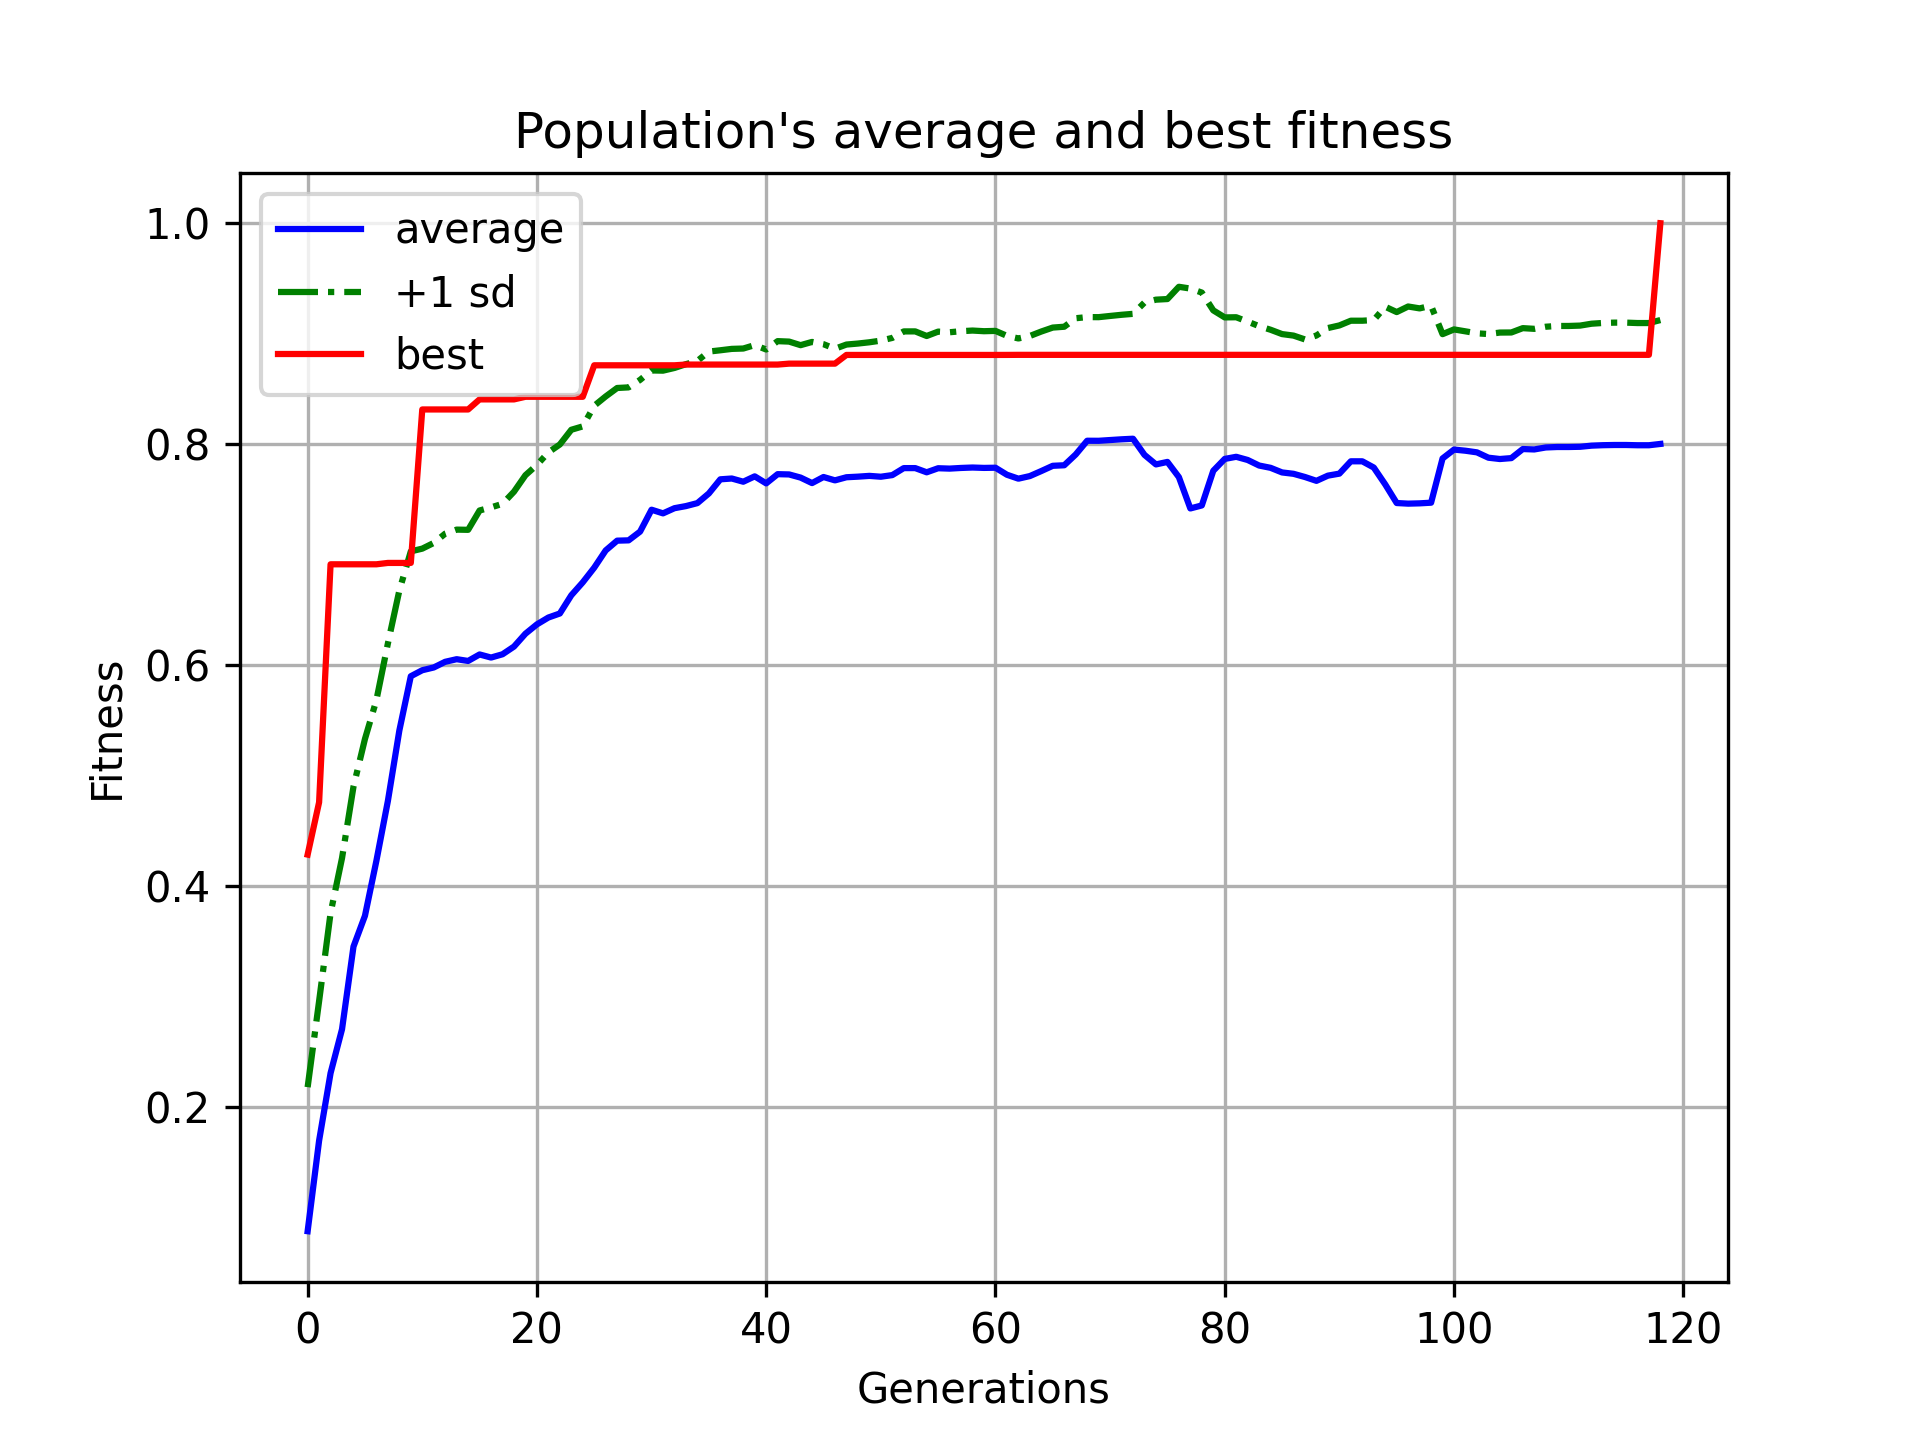 Population's average and best fitness
average
+1 sd
best
1.0
0.8
0.6
0.4
0.2
Fitness
0 20 40 60 80 100 120
Generations